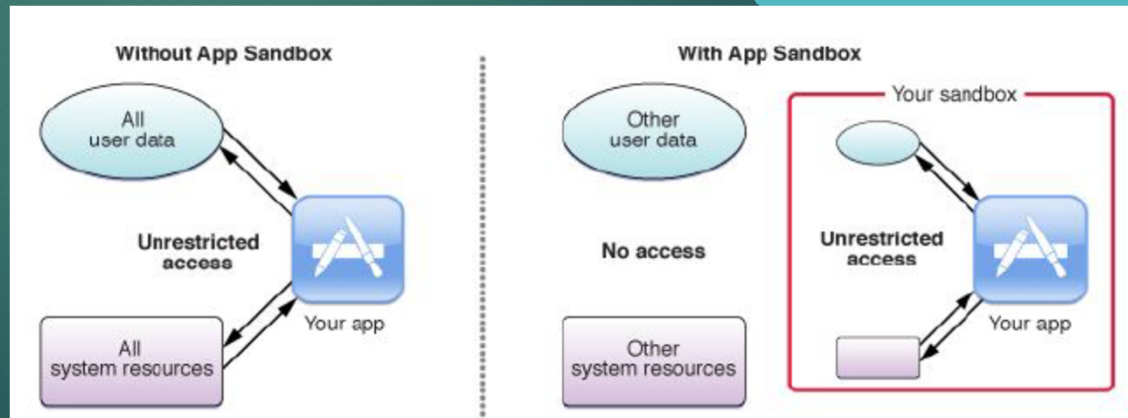 Without App Sandbox
All
user data
Unrestricted
access
Your app
All
system resources
With App Sandbox
Other
user data
No access
Other
system resources
Your sandbox
Unrestricted
access
Your app